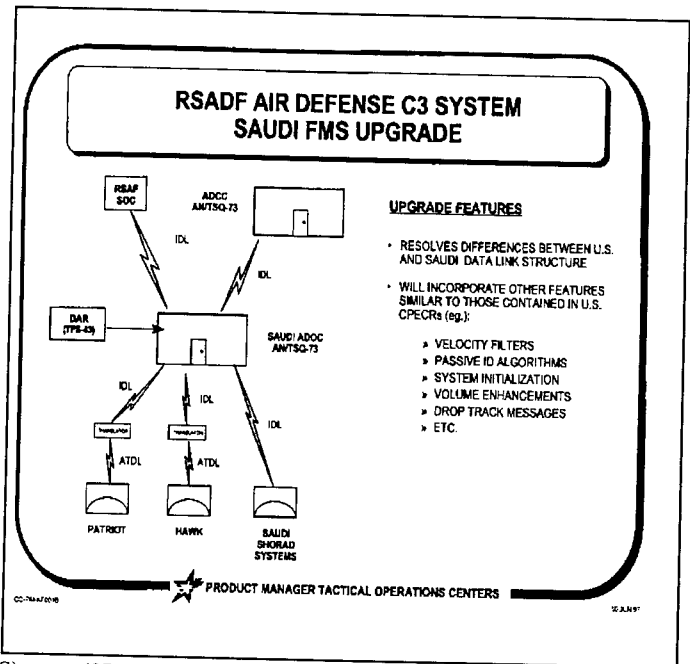 RSADF AIR DEFENSE C3 SYSTEM
SAUDI FMS UPGRADE
RSAF
SOC
ADCC
AN/TSQ-73
IDL
IDL
DAR
SAUDI ADOC
AN/TSQ-73
IDL
IDL
IDL
TRANSLATOR
TRANSLATOR
ATDL
ATDL
PATRIOT
HAWK
SAUDI
SHORAD
SYSTEMS
UPGRADE FEATURES
• RESOLVES DIFFERENCES BETWEEN U.S.
AND SAUDI DATA LINK STRUCTURE
• WILL INCORPORATE OTHER FEATURES
SIMILAR TO THOSE CONTAINED IN U.S.
CPECRs (eg.):
» VELOCITY FILTERS
» PASSIVE ID ALGORITHMS
» SYSTEM INITIALIZATION
» VOLUME ENHANCEMENTS
» DROP TRACK MESSAGES
» ETC.
PRODUCT MANAGER TACTICAL OPERATIONS CENTERS